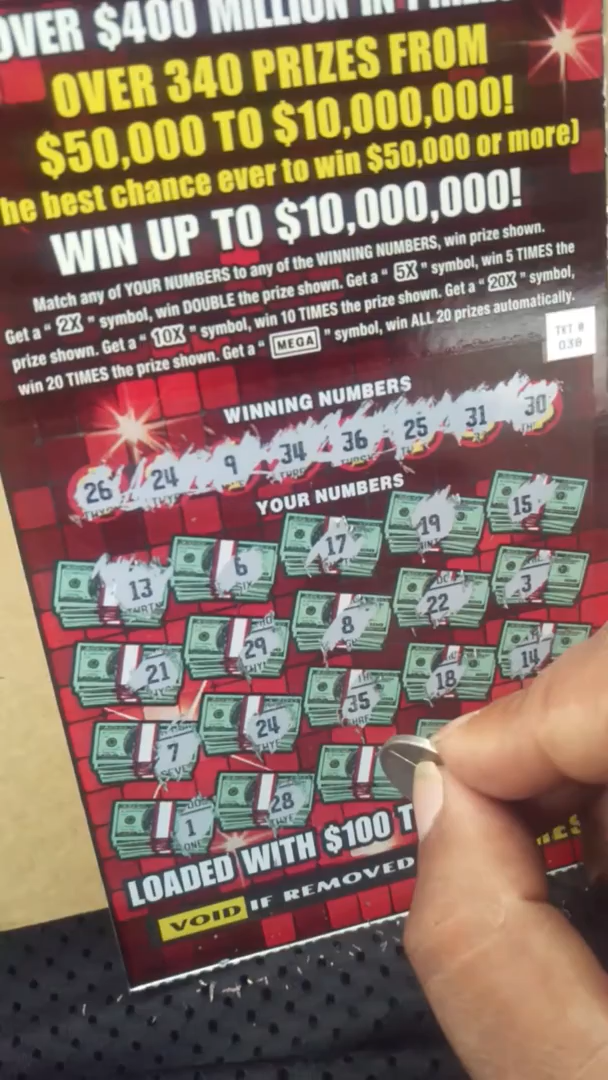 OVER $400 MILLION IN
OVER 340 PRIZES FROM
$50,000 TO $10,000,000!
he best chance ever to win $50,000 or more)
WIN UP TO $10,000,000!
Match any of YOUR NUMBERS to any of the WINNING NUMBERS, win prize shown.
Get a " 2X " symbol, win DOUBLE the prize shown. Get a " 5X " symbol, win 5 TIMES the
prize shown. Get a " 10X " symbol, win 10 TIMES the prize shown. Get a " 20X " symbol,
win 20 TIMES the prize shown. Get a " MEGA " symbol, win ALL 20 prizes automatically.
TKT #
038
WINNING NUMBERS
26 24 9 34 36 25 31 30
YOUR NUMBERS
13 6 17 19 15
SIX
21 29 8 22 3
7 24 35 18 14
1 28
ONE
LOADED WITH $100 T
VOID IF REMOVED